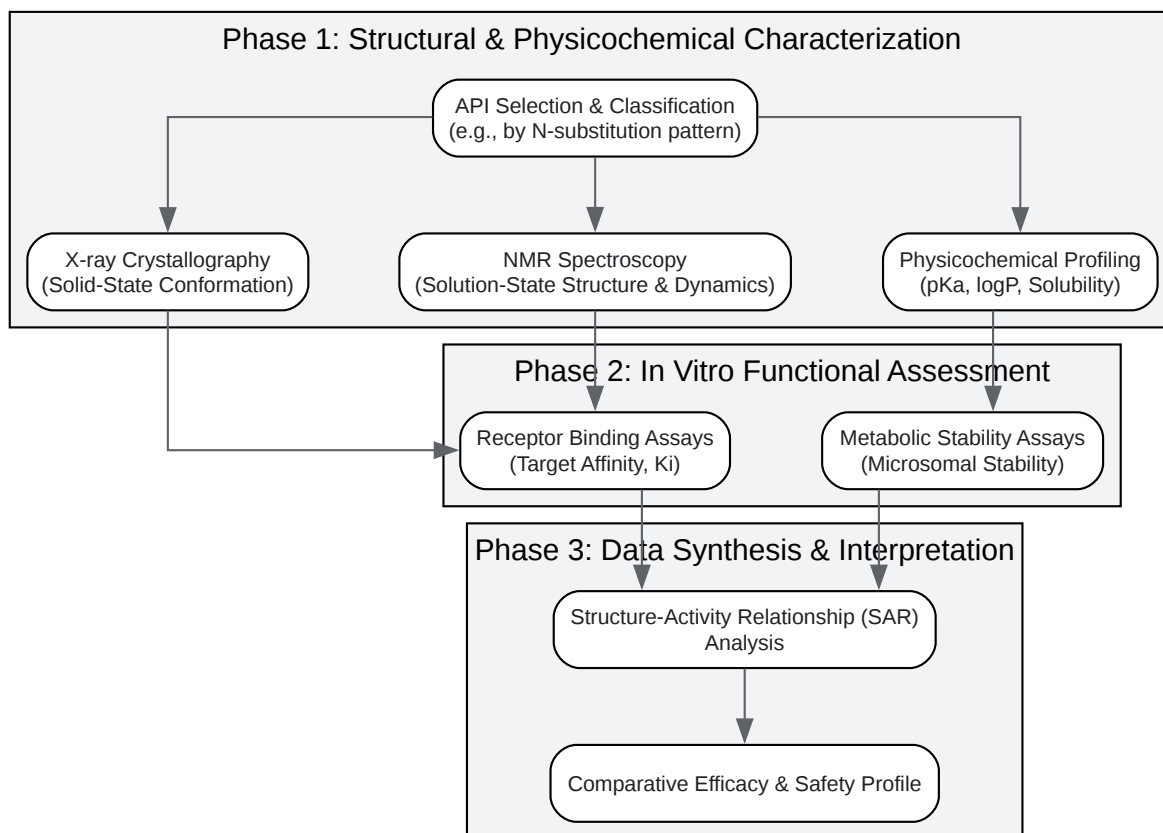 Phase 1: Structural & Physicochemical Characterization
API Selection & Classification
(e.g., by N-substitution pattern)
X-ray Crystallography
(Solid-State Conformation)
NMR Spectroscopy
(Solution-State Structure & Dynamics)
Physicochemical Profiling
(pKa, logP, Solubility)
Phase 2: In Vitro Functional Assessment
Receptor Binding Assays
(Target Affinity, Ki)
Metabolic Stability Assays
(Microsomal Stability)
Phase 3: Data Synthesis & Interpretation
Structure-Activity Relationship (SAR)
Analysis
Comparative Efficacy & Safety Profile